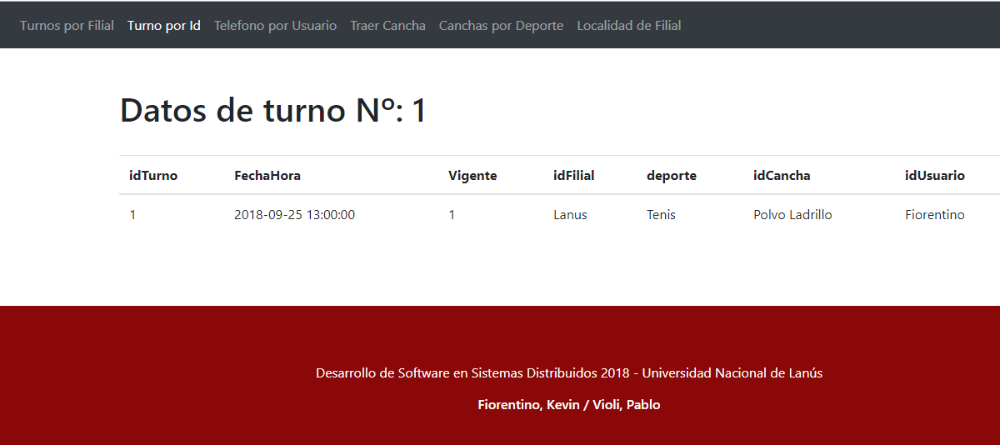 Turnos por Filial Turno por Id Telefono por Usuario Traer Cancha Canchas por Deporte Localidad de Filial
Datos de turno Nº: 1
idTurno FechaHora Vigente idFilial deporte idCancha idUsuario
1 2018-09-25 13:00:00 1 Lanus Tenis Polvo Ladrillo Fiorentino
Desarrollo de Software en Sistemas Distribuidos 2018 - Universidad Nacional de Lanús
Fiorentino, Kevin / Violi, Pablo